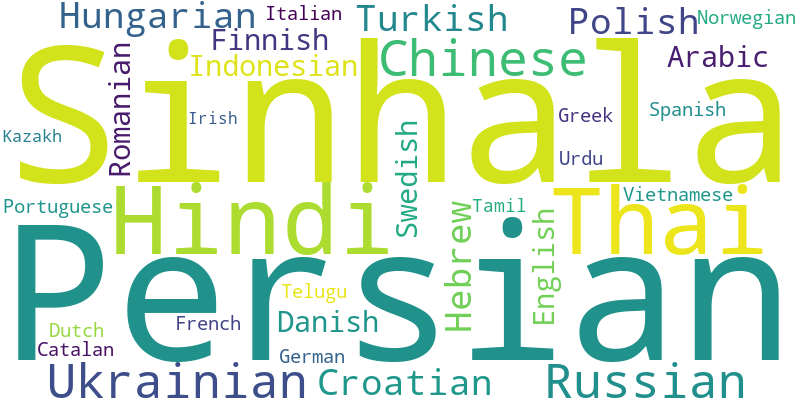 Hungarian
Italian
Turkish
Polish
Norwegian
Finnish
Romanian
Indonesian
Chinese
Arabic
Sinhala
Kazakh
Irish
Greek
Spanish
Urdu
Swedish
Portuguese
Hindi
Tamil
Thai
Vietnamese
Hebrew
English
Persian
Telugu
Danish
Dutch
French
Catalan
German
Ukrainian
Croatian
Russian